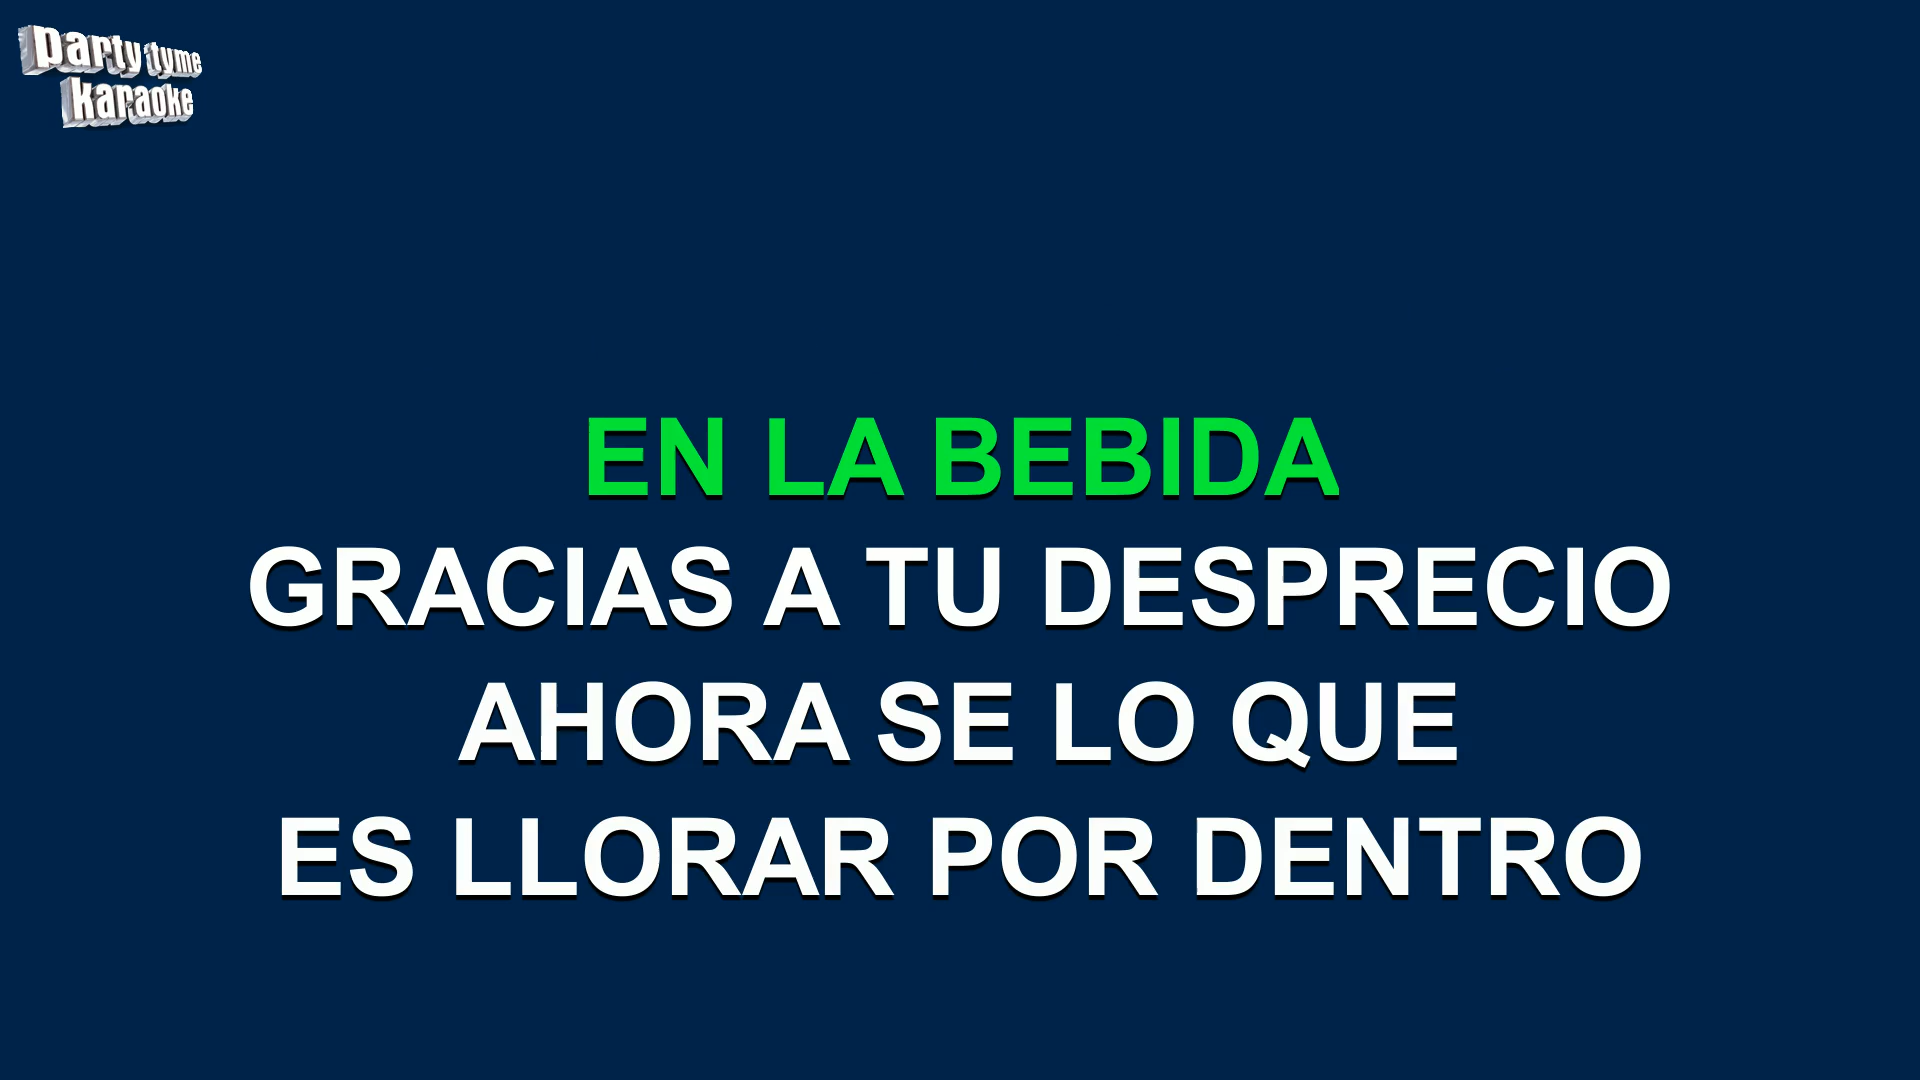 party tyme
karaoke
EN LA BEBIDA
GRACIAS A TU DESPRECIO
AHORA SE LO QUE
ES LLORAR POR DENTRO